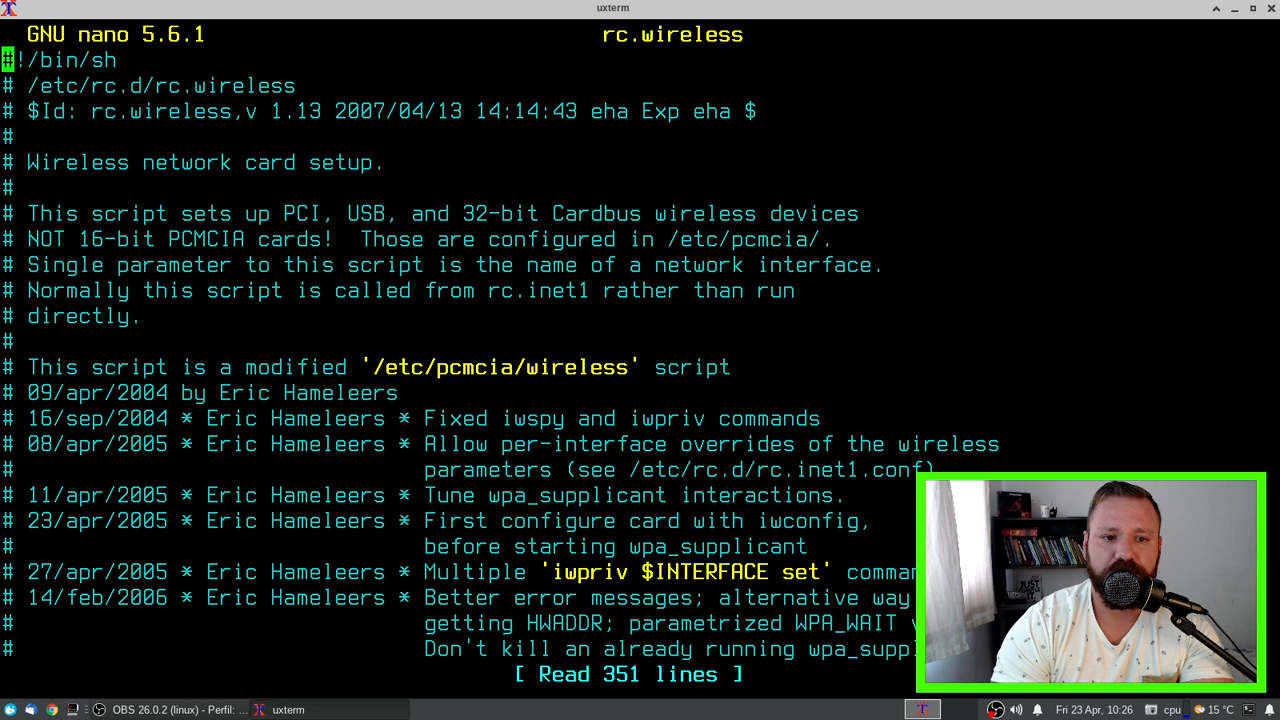 uxterm
GNU nano 5.6.1 rc.wireless
#!/bin/sh
# /etc/rc.d/rc.wireless
# $Id: rc.wireless,v 1.13 2007/04/13 14:14:43 eha Exp eha $
#
# Wireless network card setup.
#
# This script sets up PCI, USB, and 32-bit Cardbus wireless devices
# NOT 16-bit PCMCIA cards!  Those are configured in /etc/pcmcia/.
# Single parameter to this script is the name of a network interface.
# Normally this script is called from rc.inet1 rather than run
# directly.
#
# This script is a modified '/etc/pcmcia/wireless' script
# 09/apr/2004 by Eric Hameleers
# 16/sep/2004 * Eric Hameleers * Fixed iwspy and iwpriv commands
# 08/apr/2005 * Eric Hameleers * Allow per-interface overrides of the wireless
# parameters (see /etc/rc.d/rc.inet1.conf)
# 11/apr/2005 * Eric Hameleers * Tune wpa_supplicant interactions.
# 23/apr/2005 * Eric Hameleers * First configure card with iwconfig,
# before starting wpa_supplicant
# 27/apr/2005 * Eric Hameleers * Multiple 'iwpriv $INTERFACE set'
# 14/feb/2006 * Eric Hameleers * Better error messages; alternative way
# getting HWADDR; parametrized WPA_WAIT
# Don't kill an already running
[ Read 351 lines ]
OBS 26.0.2 (linux) - Perfil: ... uxterm Fri 23 Apr, 10:26 cpu 15 °C